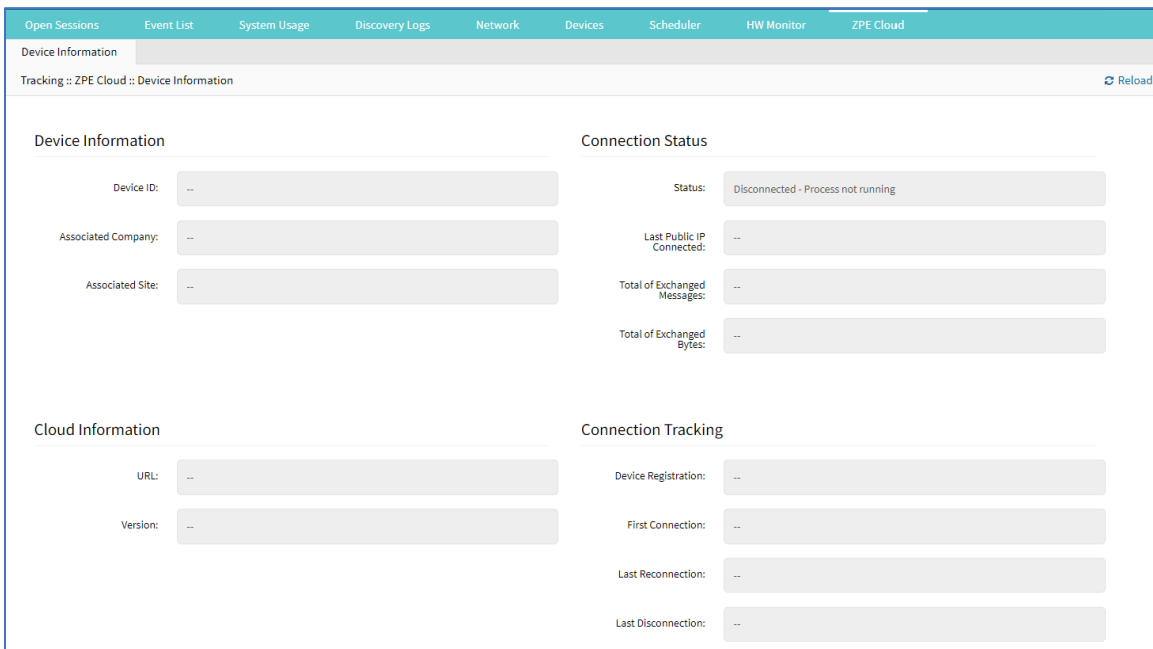 Open Sessions Event List System Usage Discovery Logs Network Devices Scheduler HW Monitor ZPE Cloud
Device Information
Tracking :: ZPE Cloud :: Device Information Reload
Device Information
Device ID: --
Associated Company: --
Associated Site: --
Connection Status
Status: Disconnected - Process not running
Last Public IP
Connected: --
Total of Exchanged
Messages: --
Total of Exchanged
Bytes: --
Cloud Information
URL: --
Version: --
Connection Tracking
Device Registration: --
First Connection: --
Last Reconnection: --
Last Disconnection: --